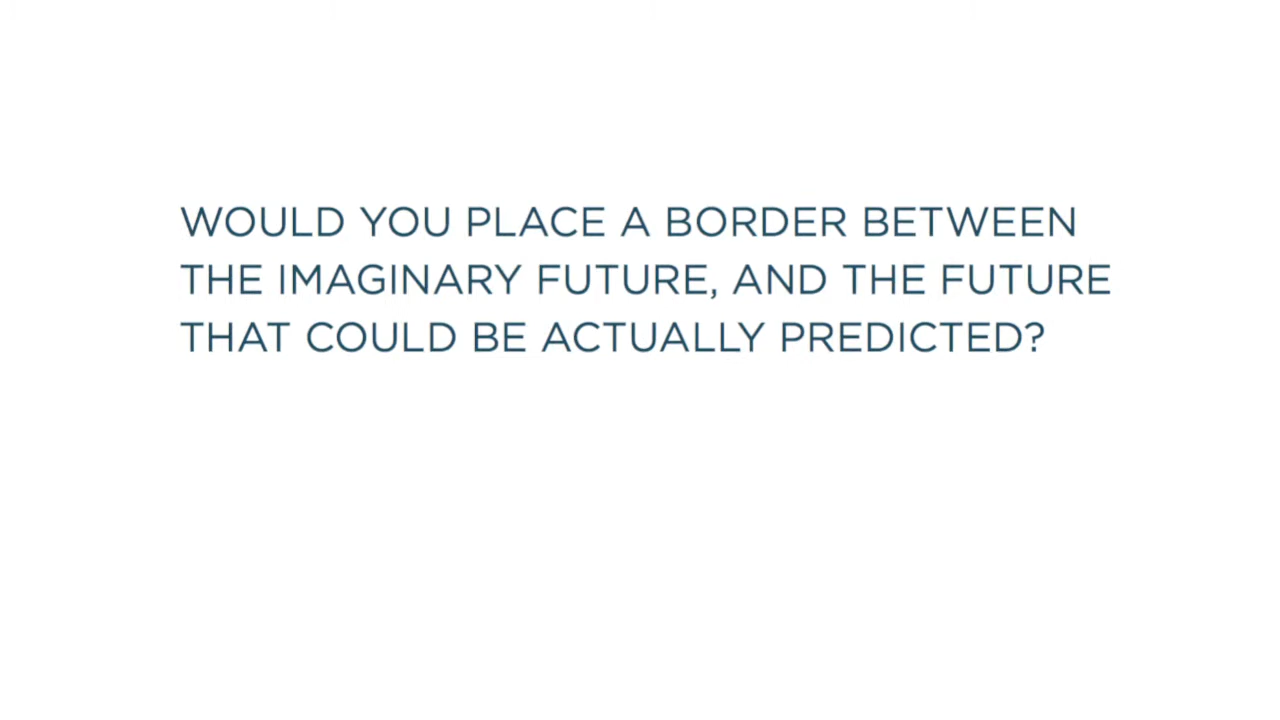 WOULD YOU PLACE A BORDER BETWEEN
THE IMAGINARY FUTURE, AND THE FUTURE
THAT COULD BE ACTUALLY PREDICTED?